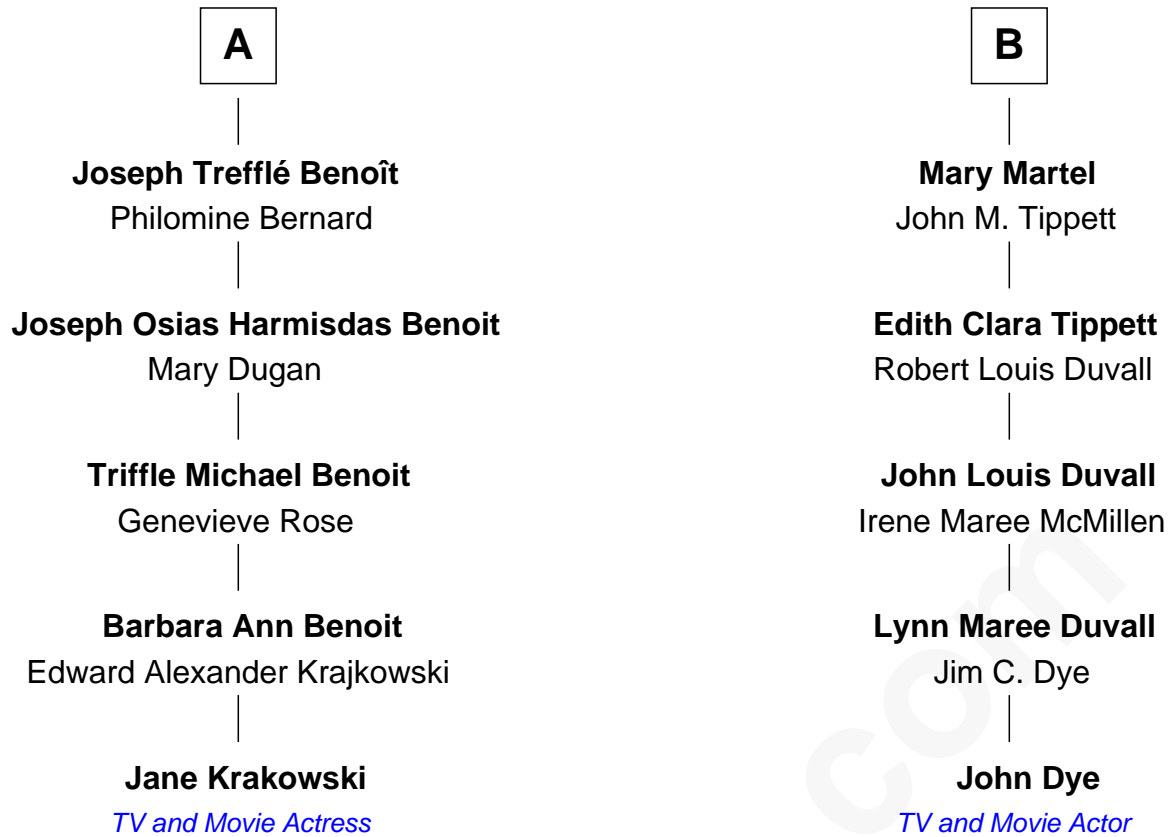 A
Joseph Trefflé Benoît
Philomine Bernard
Joseph Osias Harmisdas Benoit
Mary Dugan
Triffle Michael Benoit
Genevieve Rose
Barbara Ann Benoit
Edward Alexander Krajkowski
Jane Krakowski
TV and Movie Actress
B
Mary Martel
John M. Tippett
Edith Clara Tippett
Robert Louis Duvall
John Louis Duvall
Irene Maree McMillen
Lynn Maree Duvall
Jim C. Dye
John Dye
TV and Movie Actor
com